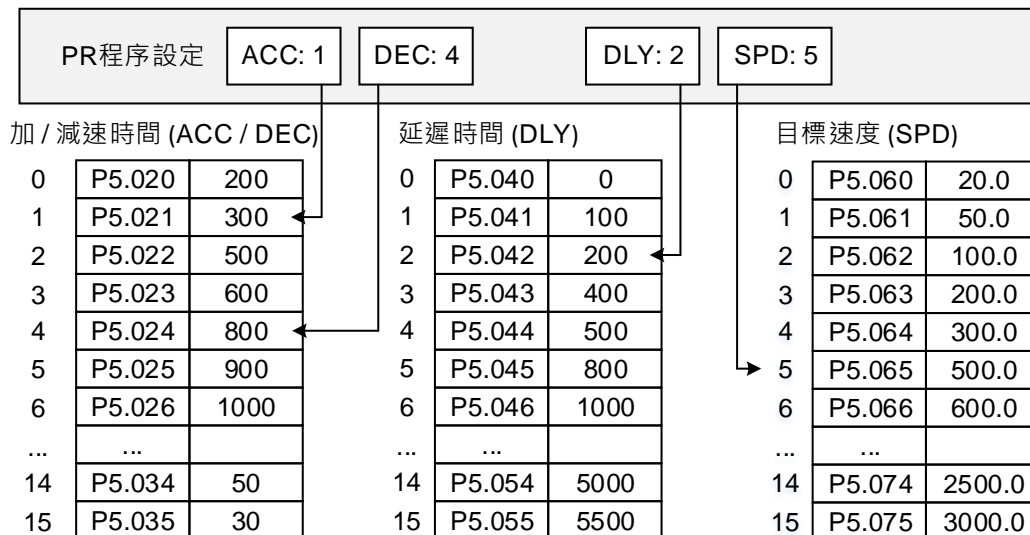 PR程序設定 ACC: 1 DEC: 4 DLY: 2 SPD: 5
加 / 減速時間 (ACC / DEC) 延遲時間 (DLY) 目標速度 (SPD)
0 P5.020 200 0 P5.040 0 0 P5.060 20.0
1 P5.021 300 1 P5.041 100 1 P5.061 50.0
2 P5.022 500 2 P5.042 200 2 P5.062 100.0
3 P5.023 600 3 P5.043 400 3 P5.063 200.0
4 P5.024 800 4 P5.044 500 4 P5.064 300.0
5 P5.025 900 5 P5.045 800 5 P5.065 500.0
6 P5.026 1000 6 P5.046 1000 6 P5.066 600.0
... ... ... ... ... ...
14 P5.034 50 14 P5.054 5000 14 P5.074 2500.0
15 P5.035 30 15 P5.055 5500 15 P5.075 3000.0